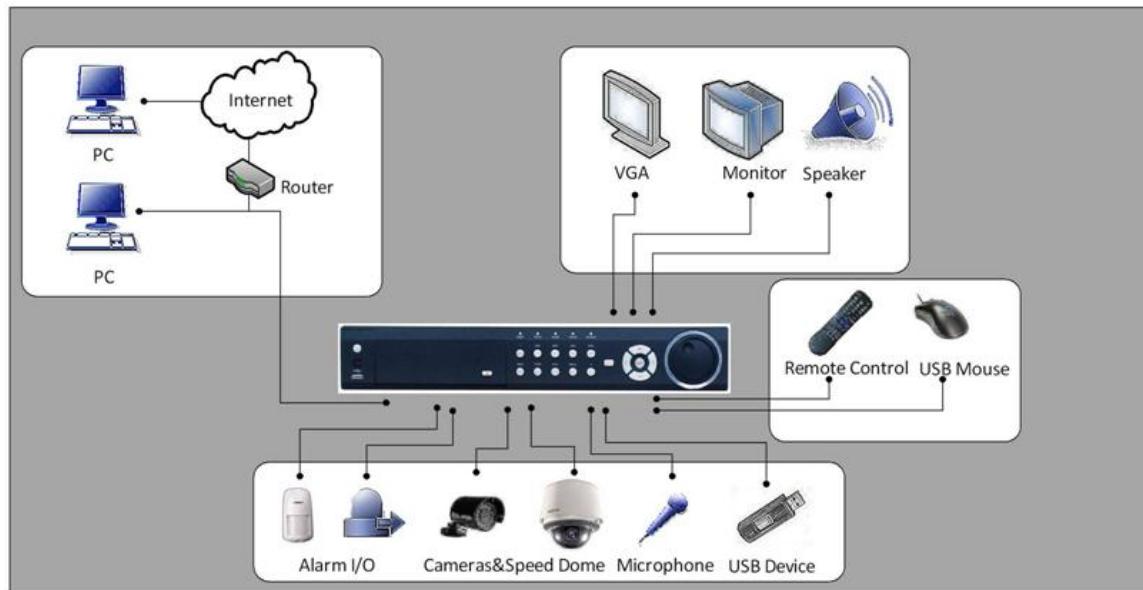 Internet
PC
Router
PC
VGA Monitor Speaker
Remote Control USB Mouse
Alarm I/O Cameras&Speed Dome Microphone USB Device